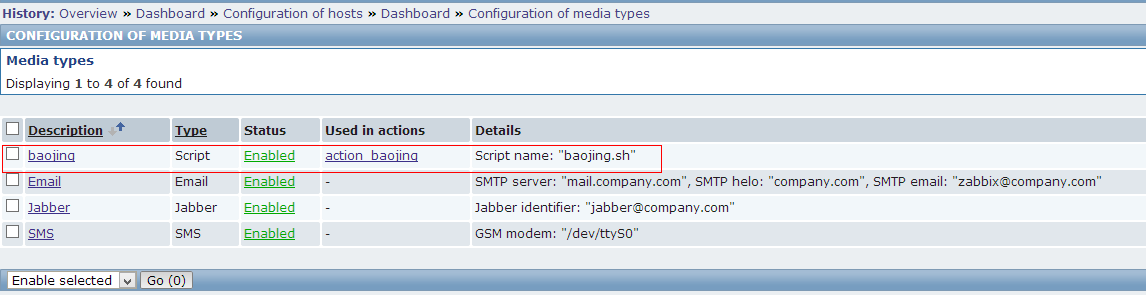 History: Overview » Dashboard » Configuration of hosts » Dashboard » Configuration of media types
CONFIGURATION OF MEDIA TYPES
Media types
Displaying 1 to 4 of 4 found
Description Type Status Used in actions Details
baojing Script Enabled action_baojing Script name: "baojing.sh"
Email Email Enabled - SMTP server: "mail.company.com", SMTP helo: "company.com", SMTP email: "zabbix@company.com"
Jabber Jabber Enabled - Jabber identifier: "jabber@company.com"
SMS SMS Enabled - GSM modem: "/dev/ttyS0"
Enable selected Go (0)